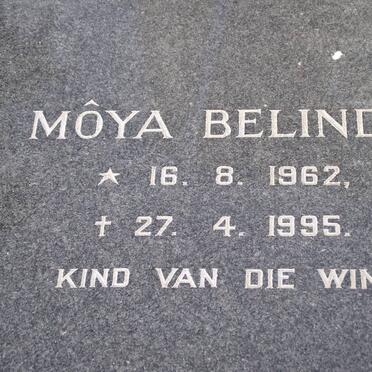 MÔYA BELIND
★ 16. 8. 1962,
† 27. 4. 1995.
KIND VAN DIE WIN